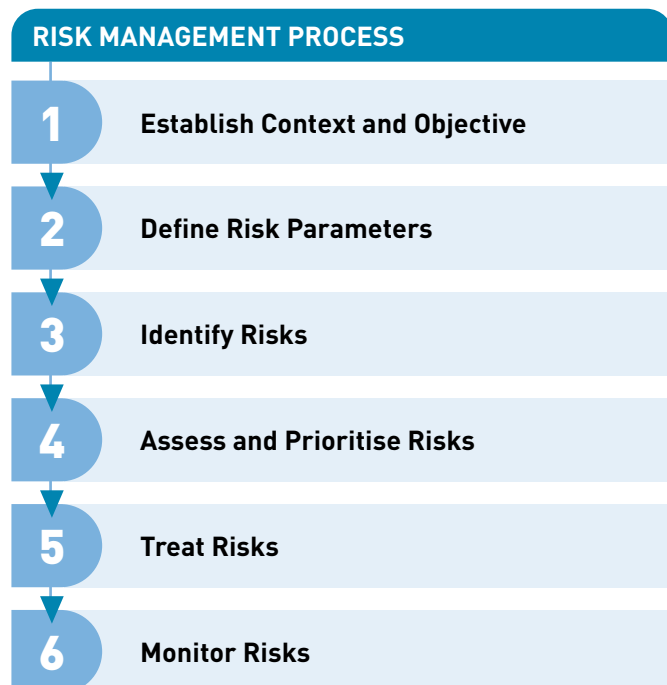 RISK MANAGEMENT PROCESS
1 Establish Context and Objective
2 Define Risk Parameters
3 Identify Risks
4 Assess and Prioritise Risks
5 Treat Risks
6 Monitor Risks